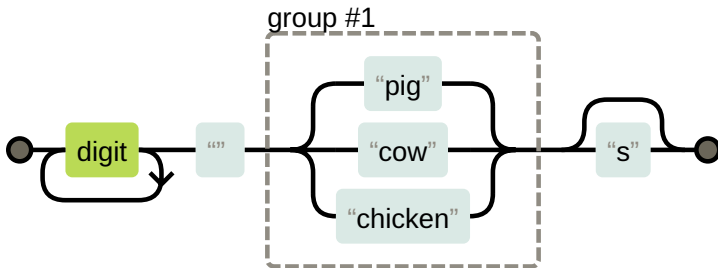 group #1
“pig”
digit “” “cow” “s”
“chicken”